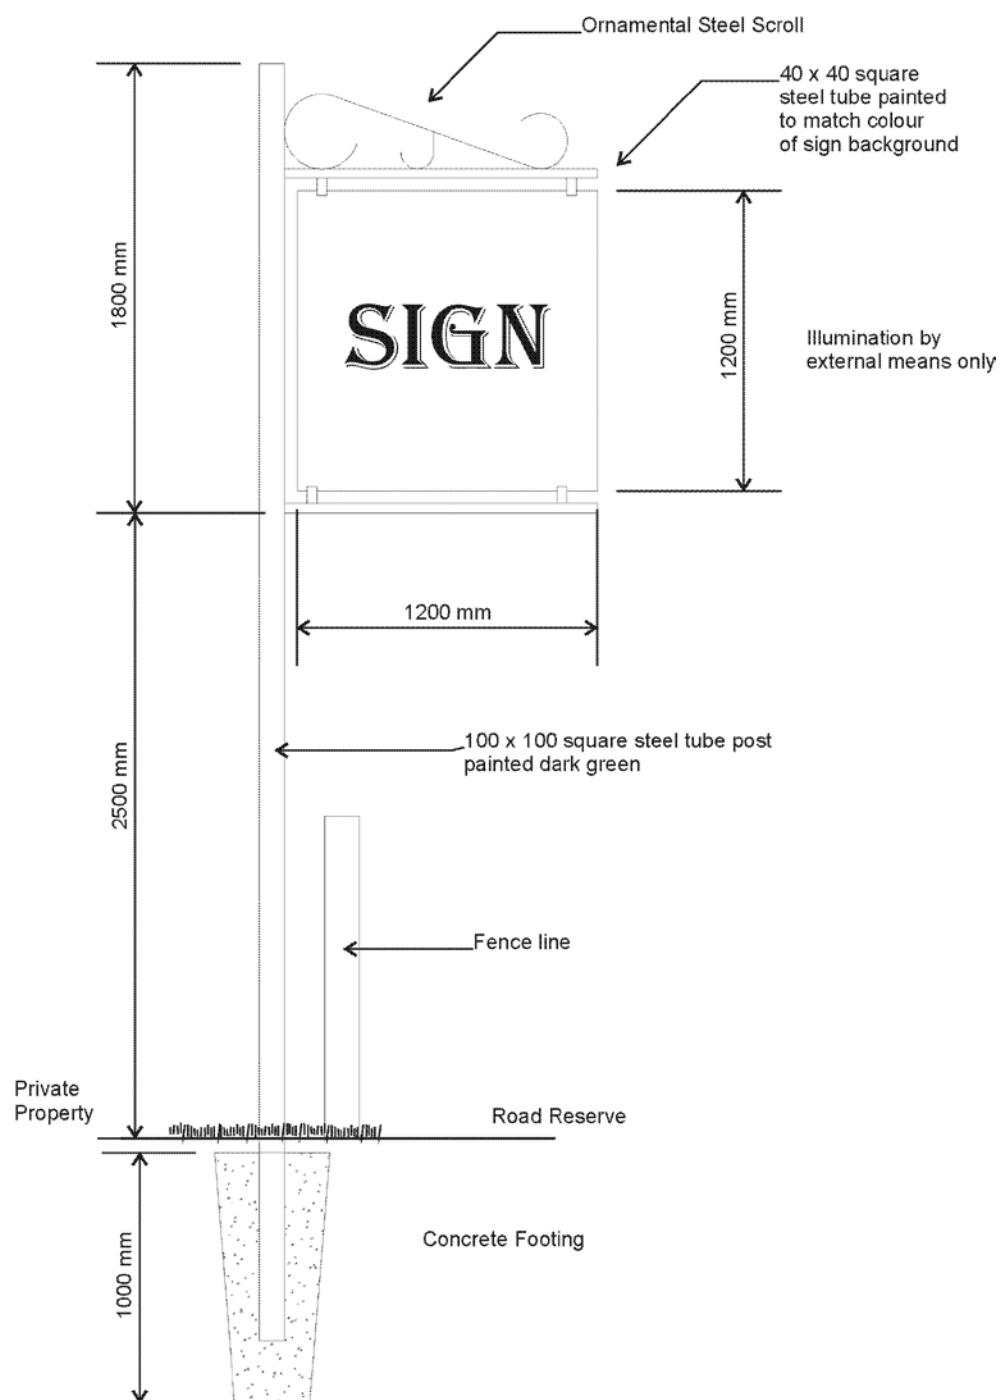 Ornamental Steel Scroll
40 x 40 square
steel tube painted
to match colour
of sign background
1800 mm
SIGN
1200 mm
Illumination by
external means only
1200 mm
100 x 100 square steel tube post
painted dark green
2500 mm
Fence line
Private
Property
Road Reserve
Concrete Footing
1000 mm